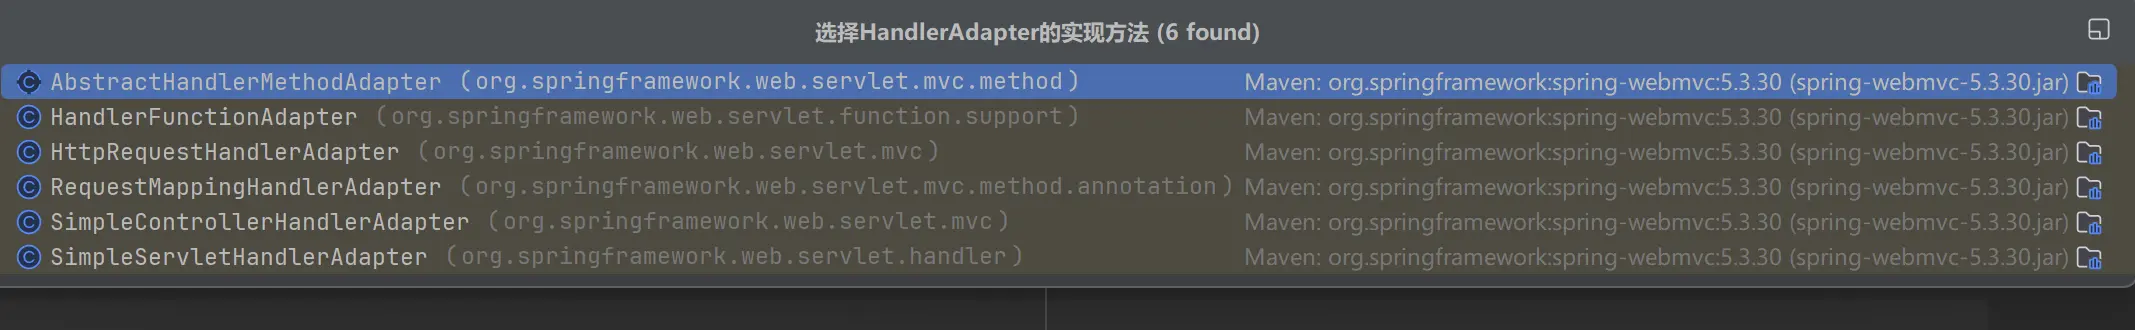 选择HandlerAdapter的实现方法 (6 found)
AbstractHandlerMethodAdapter (org.springframework.web.servlet.mvc.method) Maven: org.springframework:spring-webmvc:5.3.30 (spring-webmvc-5.3.30.jar)
HandlerFunctionAdapter (org.springframework.web.servlet.function.support) Maven: org.springframework:spring-webmvc:5.3.30 (spring-webmvc-5.3.30.jar)
HttpRequestHandlerAdapter (org.springframework.web.servlet.mvc) Maven: org.springframework:spring-webmvc:5.3.30 (spring-webmvc-5.3.30.jar)
RequestMappingHandlerAdapter (org.springframework.web.servlet.mvc.method.annotation) Maven: org.springframework:spring-webmvc:5.3.30 (spring-webmvc-5.3.30.jar)
SimpleControllerHandlerAdapter (org.springframework.web.servlet.mvc) Maven: org.springframework:spring-webmvc:5.3.30 (spring-webmvc-5.3.30.jar)
SimpleServletHandlerAdapter (org.springframework.web.servlet.handler) Maven: org.springframework:spring-webmvc:5.3.30 (spring-webmvc-5.3.30.jar)